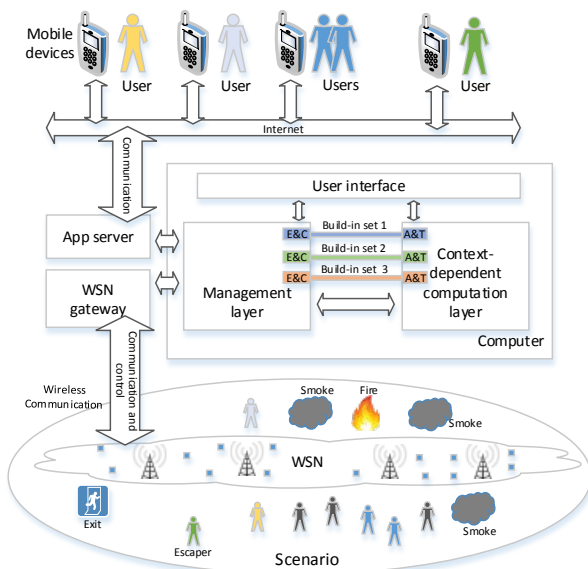 Mobile
devices
User
User
Users
User
Internet
Communication
User interface
App server
E&C
Build-in set 1
A&T
E&C
Build-in set 2
A&T
E&C
Build-in set 3
A&T
Management
layer
Context-
dependent
computation
layer
WSN
gateway
Computer
Communication and
control
Wireless
Communication
Smoke
Fire
Smoke
WSN
Exit
Smoke
Escaper
Scenario